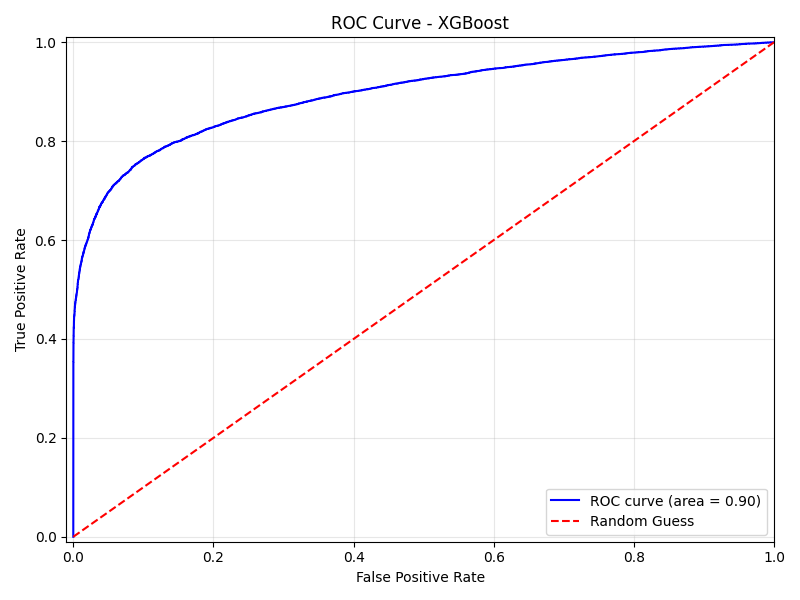 ROC Curve - XGBoost
1.0
0.8
0.6
0.4
0.2
0.0
True Positive Rate
0.0 0.2 0.4 0.6 0.8 1.0
False Positive Rate
ROC curve (area = 0.90)
Random Guess